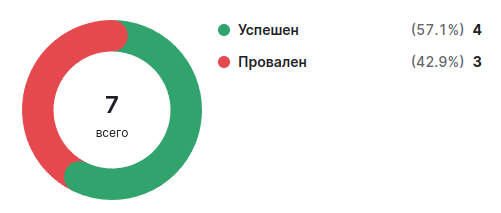 Успешен (57.1%) 4
Провален (42.9%) 3
7
всего